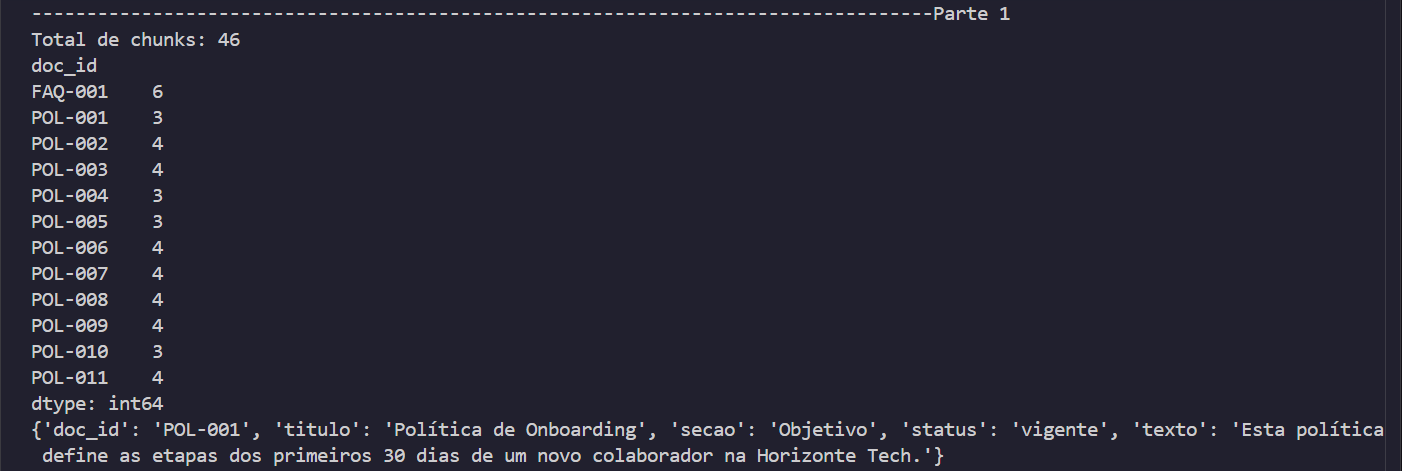 ------------------------------------------------------------------------------------Parte 1
Total de chunks: 46
doc_id
FAQ-001    6
POL-001    3
POL-002    4
POL-003    4
POL-004    3
POL-005    3
POL-006    4
POL-007    4
POL-008    4
POL-009    4
POL-010    3
POL-011    4
dtype: int64
{'doc_id': 'POL-001', 'titulo': 'Política de Onboarding', 'secao': 'Objetivo', 'status': 'vigente', 'texto': 'Esta política
 define as etapas dos primeiros 30 dias de um novo colaborador na Horizonte Tech.'}